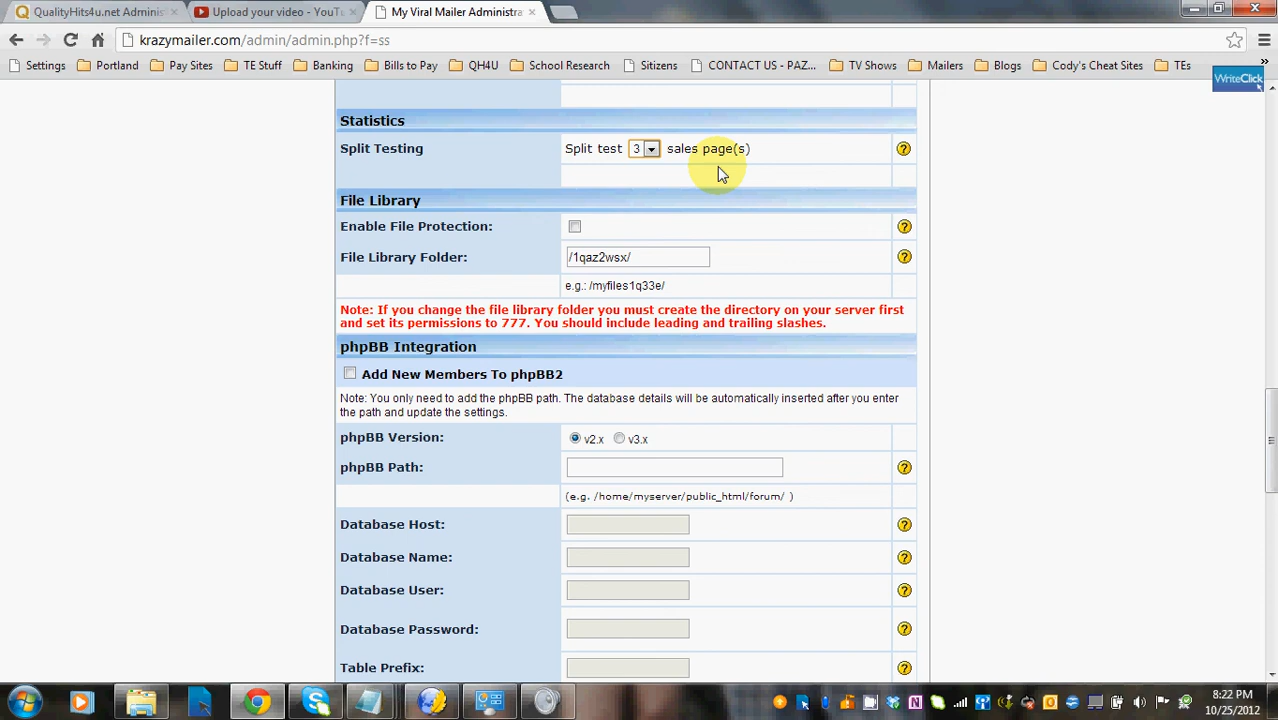 QualityHits4u.net Adminis
Upload your video - YouTu
My Viral Mailer Administra
krazymailer.com/admin/admin.php?f=ss
Settings
Portland
Pay Sites
TE Stuff
Banking
Bills to Pay
QH4U
School Research
Sitizens
CONTACT US - PAZ...
TV Shows
Mailers
Blogs
Cody's Cheat Sites
TEs
WriteClick
Statistics
Split Testing
Split test 3 sales page(s)
File Library
Enable File Protection:
File Library Folder:
/1qaz2wsx/
e.g.: /myfiles1q33e/
Note: If you change the file library folder you must create the directory on your server first
and set its permissions to 777. You should include leading and trailing slashes.
phpBB Integration
Add New Members To phpBB2
Note: You only need to add the phpBB path. The database details will be automatically inserted after you enter
the path and update the settings.
phpBB Version:
v2.x v3.x
phpBB Path:
(e.g. /home/myserver/public_html/forum/ )
Database Host:
Database Name:
Database User:
Database Password:
Table Prefix:
8:22 PM
10/25/2012